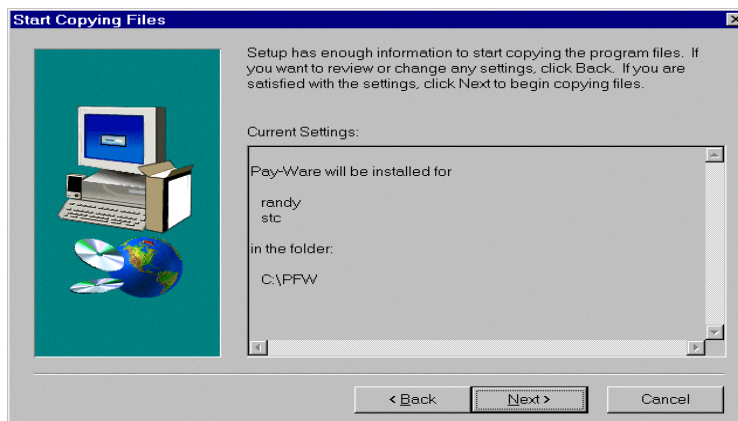 Start Copying Files
Setup has enough information to start copying the program files. If
you want to review or change any settings, click Back. If you are
satisfied with the settings, click Next to begin copying files.
Current Settings:
Pay-Ware will be installed for
randy
stc
in the folder:
C:\PFW
< Back
Next >
Cancel